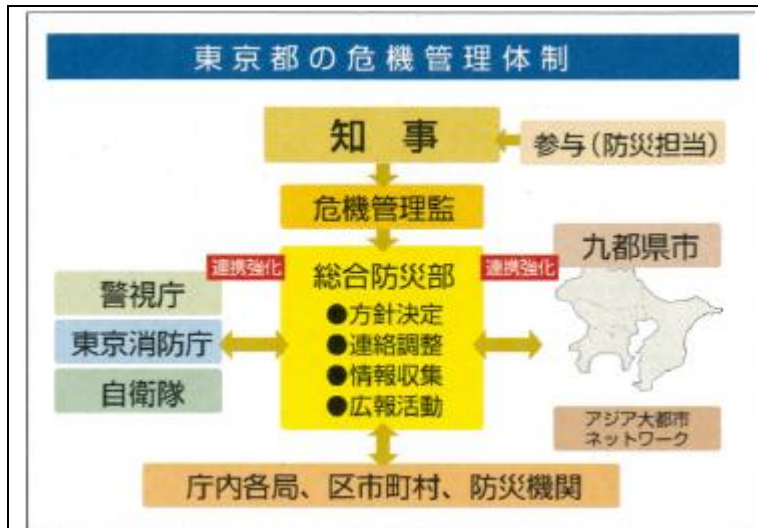 東京都の危機管理体制
知 事
参与(防災担当)
危機管理監
連携強化
総合防災部
連携強化
九都県市
警視庁
●方針決定
東京消防庁
●連絡調整
●情報収集
自衛隊
●広報活動
アジア大都市
ネットワーク
庁内各局、区市町村、防災機関